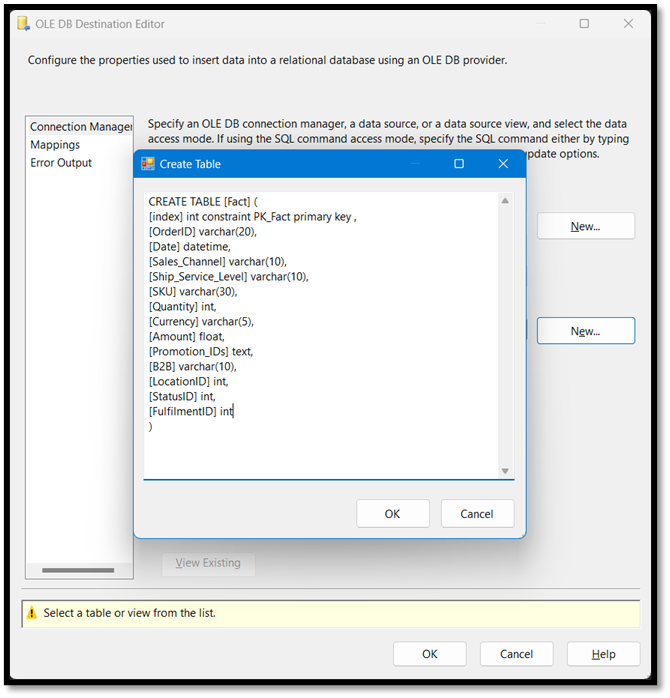 OLE DB Destination Editor
Configure the properties used to insert data into a relational database using an OLE DB provider.
Connection Manager
Mappings
Error Output
Specify an OLE DB connection manager, a data source, or a data source view, and select the data
access mode. If using the SQL command access mode, specify the SQL command either by typing
update options.
Create Table
CREATE TABLE [Fact] (
[index] int constraint PK_Fact primary key ,
[OrderID] varchar(20),
[Date] datetime,
[Sales_Channel] varchar(10),
[Ship_Service_Level] varchar(10),
[SKU] varchar(30),
[Quantity] int,
[Currency] varchar(5),
[Amount] float,
[Promotion_IDs] text,
[B2B] varchar(10),
[LocationID] int,
[StatusID] int,
[FulfilmentID] int
)
OK
Cancel
New...
New...
View Existing
Select a table or view from the list.
OK
Cancel
Help